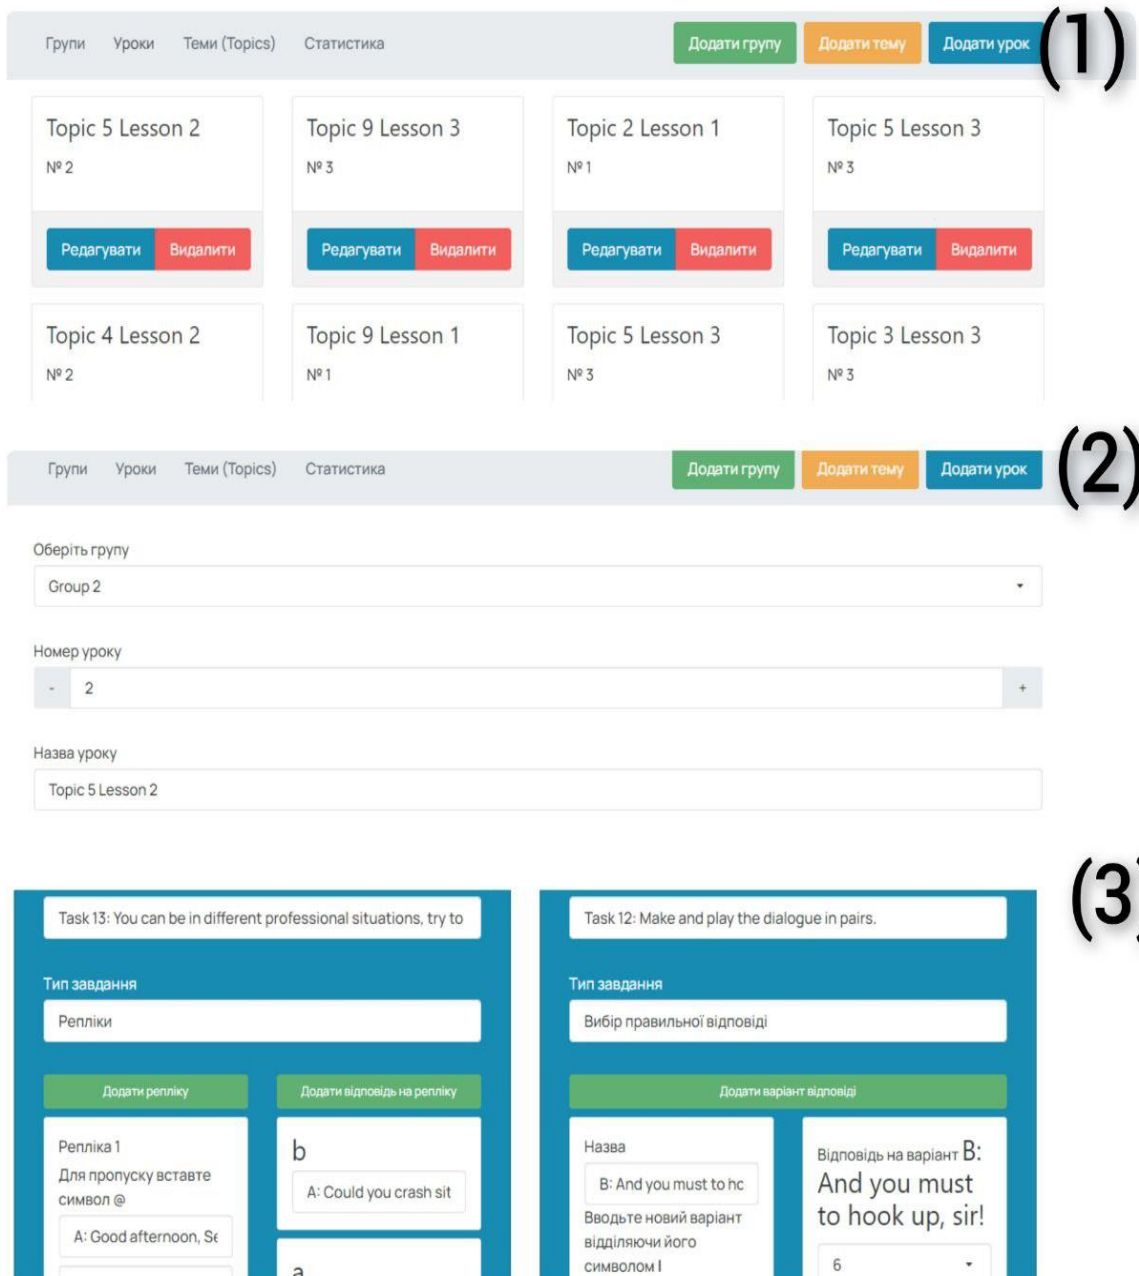 Групи Уроки Теми (Topics) Статистика Додати групу Додати тему Додати урок (1)
Topic 5 Lesson 2 Topic 9 Lesson 3 Topic 2 Lesson 1 Topic 5 Lesson 3
№ 2 № 3 № 1 № 3
Редагувати Видалити Редагувати Видалити Редагувати Видалити Редагувати Видалити
Topic 4 Lesson 2 Topic 9 Lesson 1 Topic 5 Lesson 3 Topic 3 Lesson 3
№ 2 № 1 № 3 № 3
Групи Уроки Теми (Topics) Статистика Додати групу Додати тему Додати урок (2)
Оберіть групу
Group 2
Номер уроку
- 2 +
Назва уроку
Topic 5 Lesson 2
(3)
Task 13: You can be in different professional situations, try to
Тип завдання
Репліки
Додати репліку Додати відповідь на репліку
Репліка 1
Для пропуску вставте
символ @
A: Good afternoon, Se
b
A: Could you crash sit
a
Task 12: Make and play the dialogue in pairs.
Тип завдання
Вибір правильної відповіді
Додати варіант відповіді
Назва
B: And you must to hc
Вводьте новий варіант
відділяючи його
символом |
Відповідь на варіант B:
And you must
to hook up, sir!
6